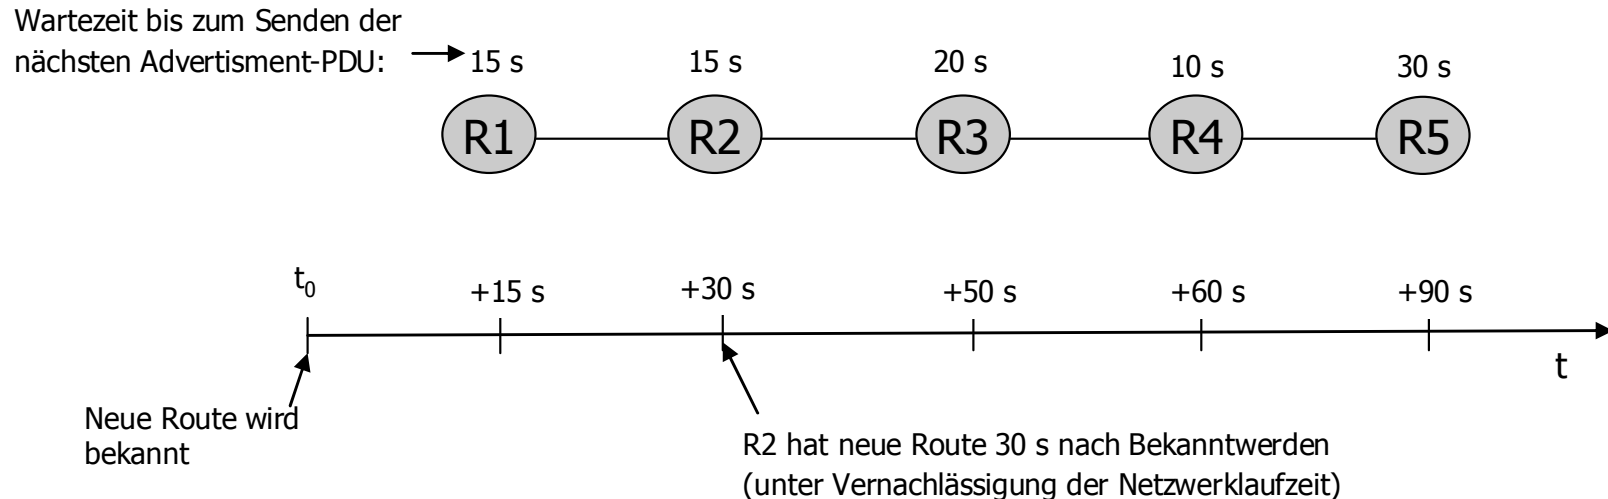 Wartezeit bis zum Senden der
nächsten Advertisment-PDU:
15 s 15 s 20 s 10 s 30 s
R1 R2 R3 R4 R5
t0 +15 s +30 s +50 s +60 s +90 s
t
Neue Route wird
bekannt
R2 hat neue Route 30 s nach Bekanntwerden
(unter Vernachlässigung der Netzwerklaufzeit)